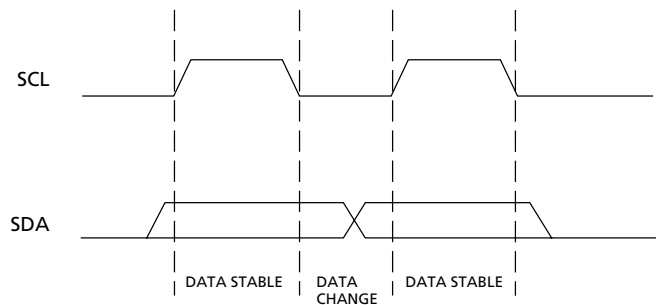 SCL
SDA
DATA STABLE
DATA
CHANGE
DATA STABLE